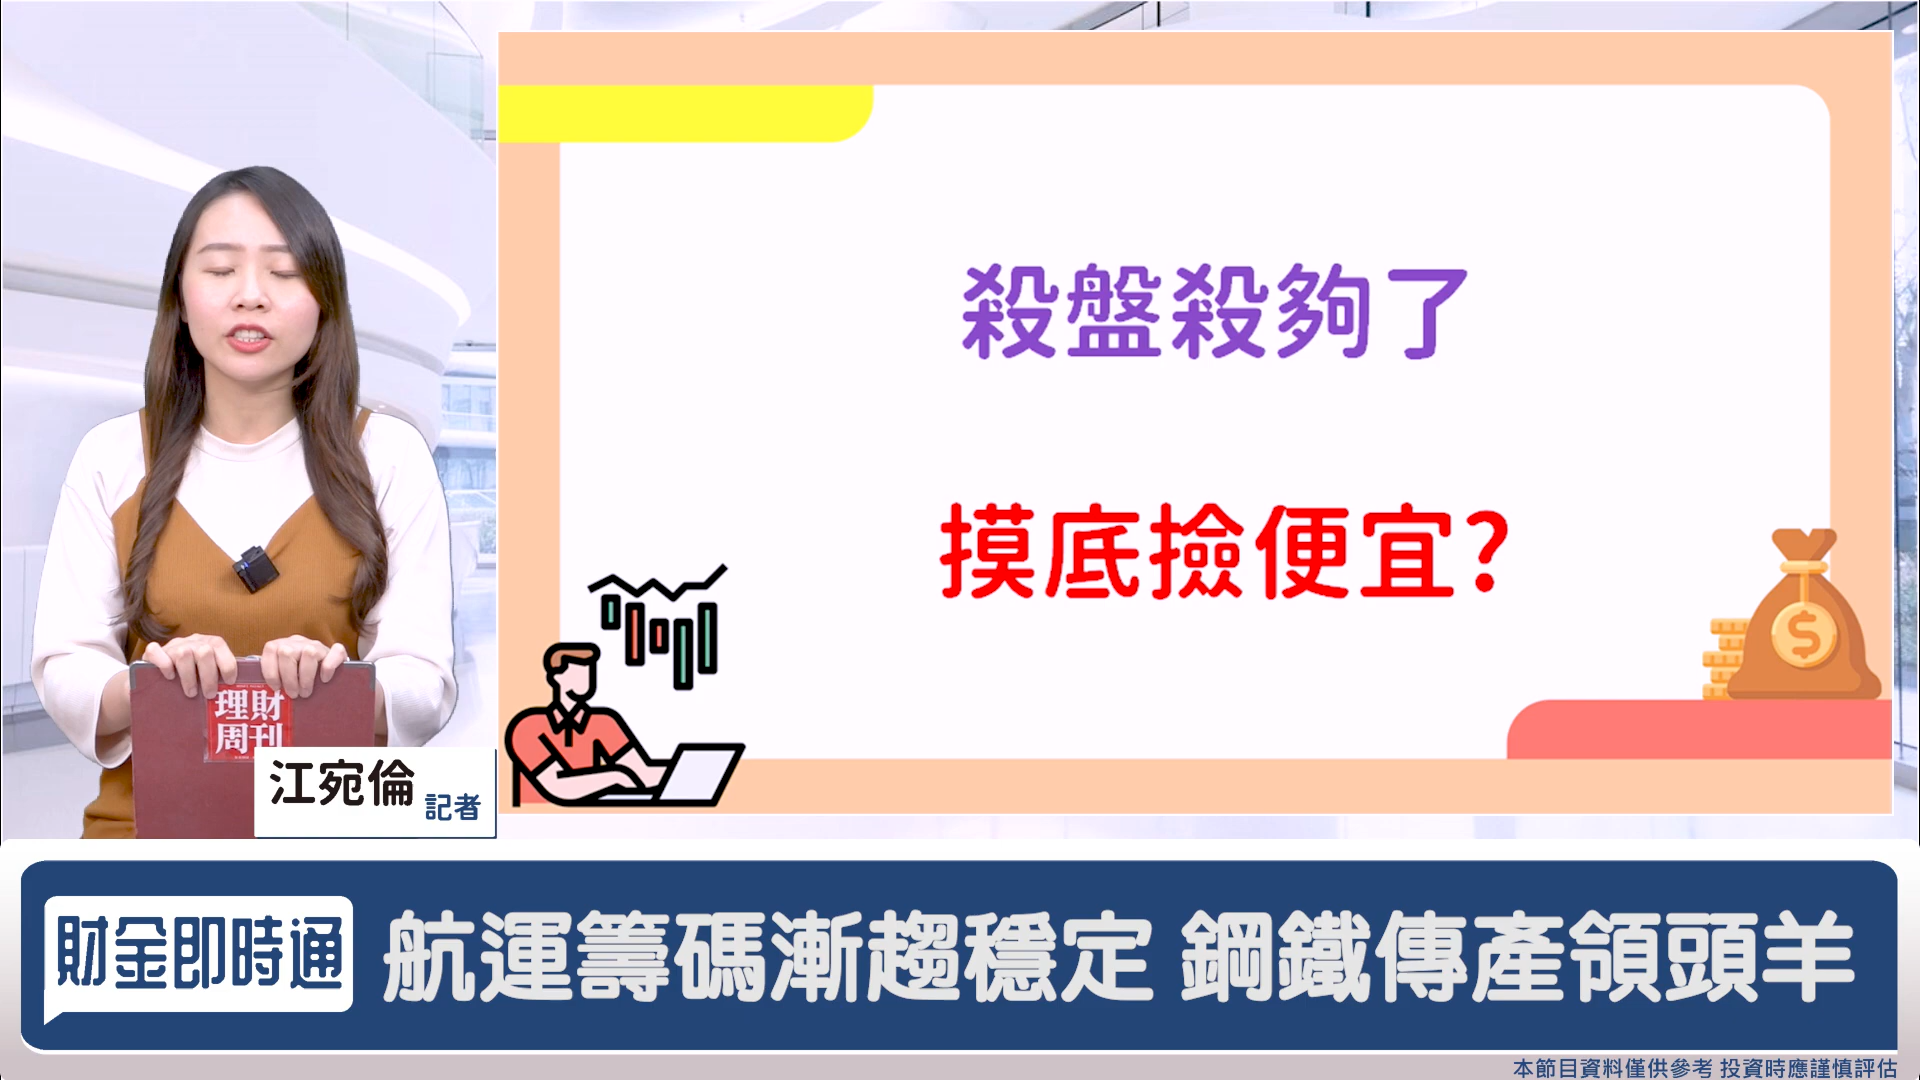 殺盤殺夠了
摸底撿便宜?
理財
周刊
江宛倫 記者
財金即時通
航運籌碼漸趨穩定 鋼鐵傳產領頭羊
本節目資料僅供參考 投資時應謹慎評估